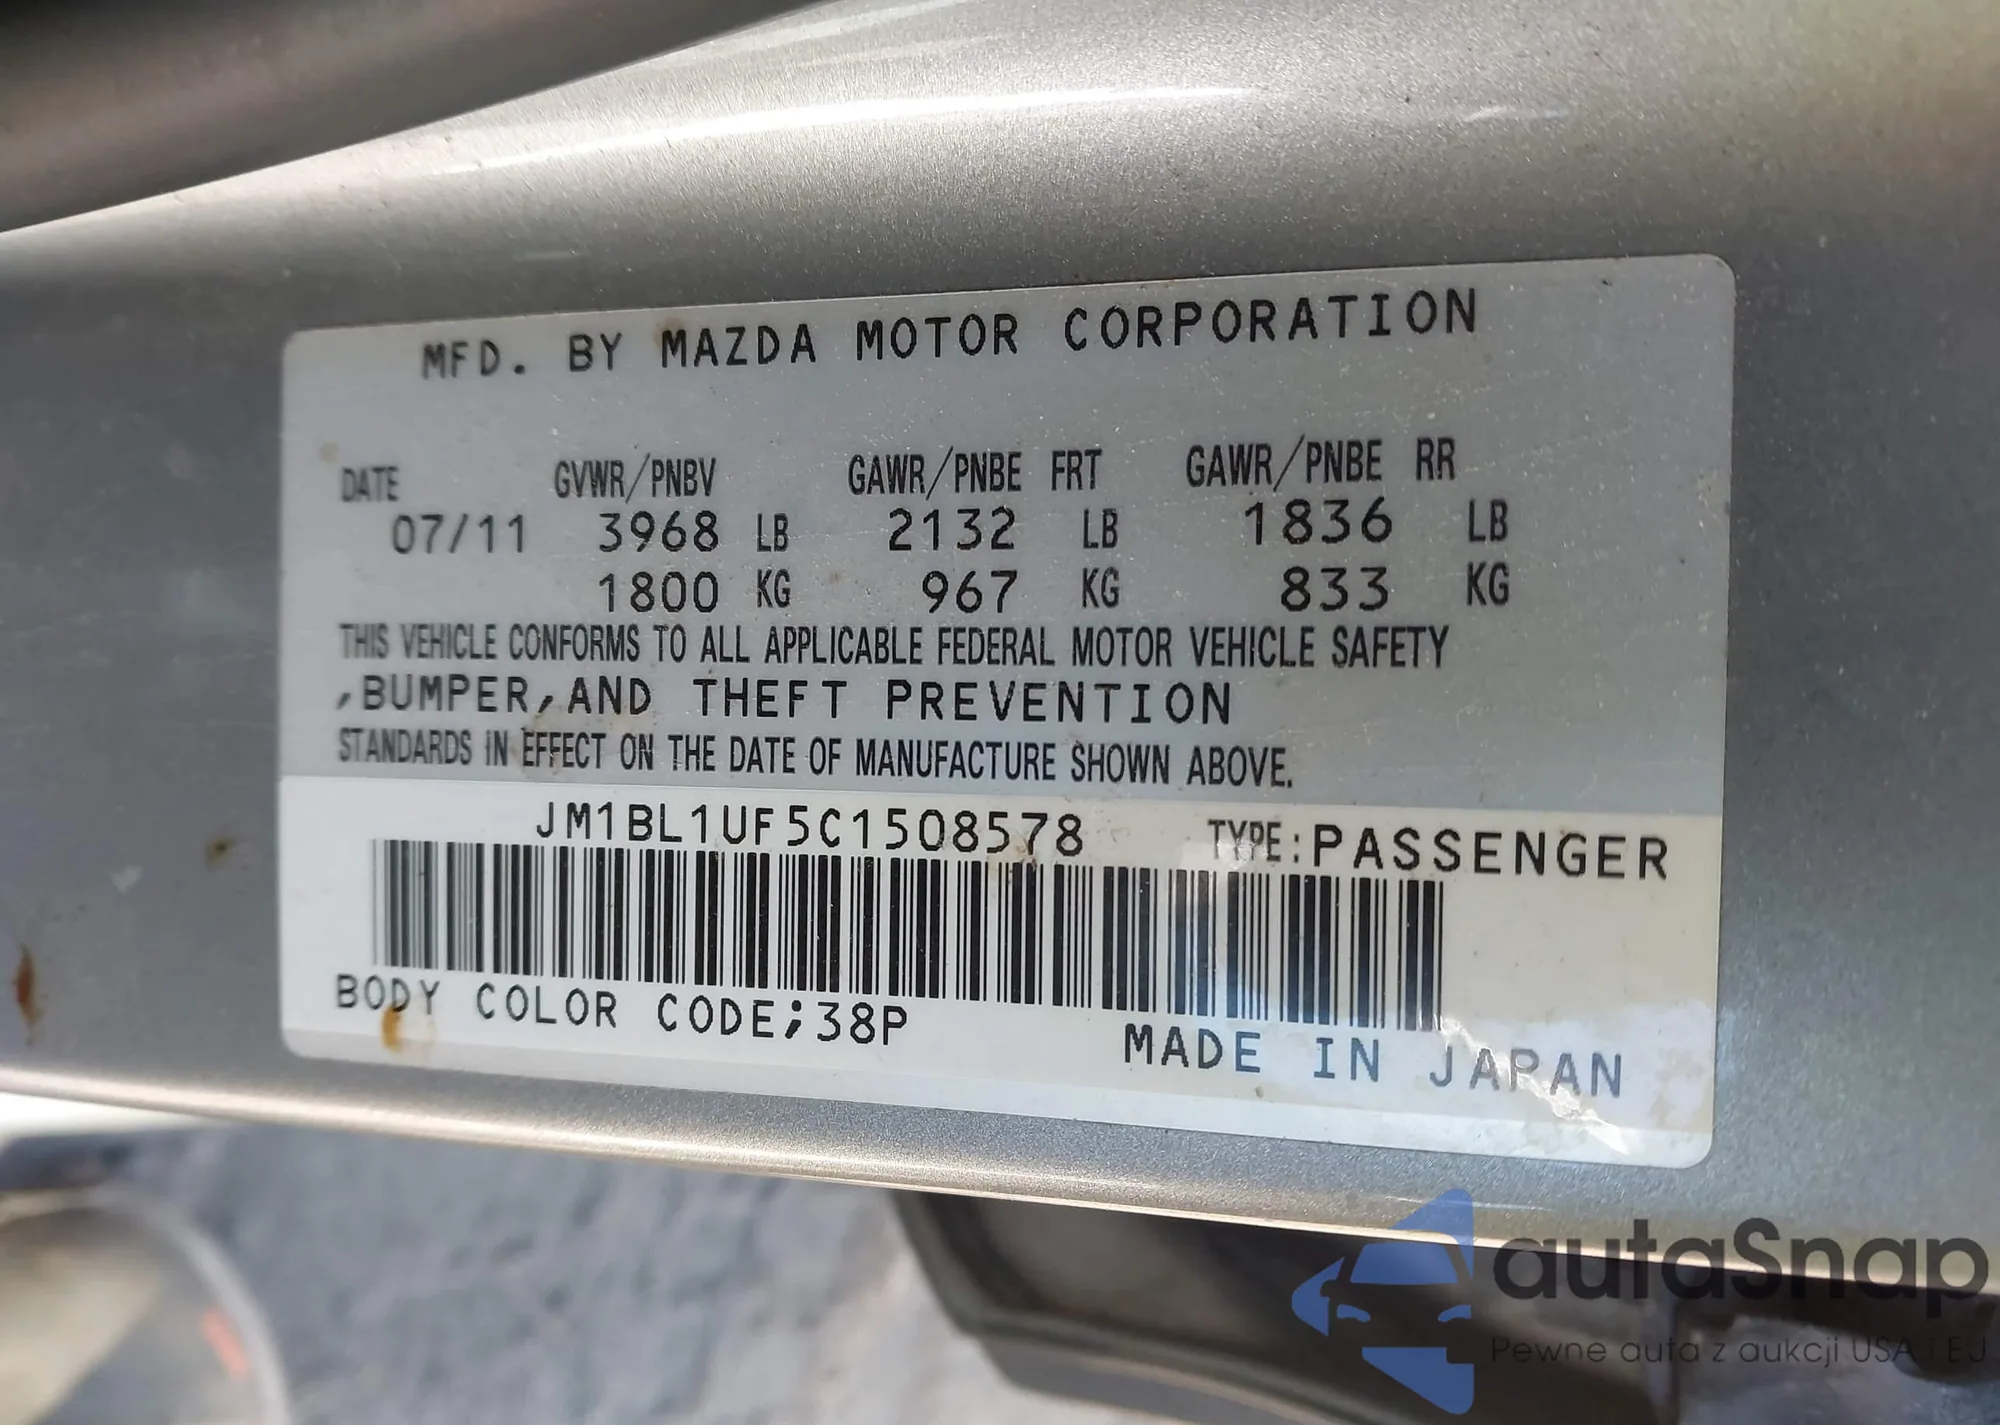 MFD. BY MAZDA MOTOR CORPORATION
DATE GVWR/PNBV GAWR/PNBE FRT GAWR/PNBE RR
07/11 3968 LB 2132 LB 1836 LB
1800 KG 967 KG 833 KG
THIS VEHICLE CONFORMS TO ALL APPLICABLE FEDERAL MOTOR VEHICLE SAFETY
,BUMPER,AND THEFT PREVENTION
STANDARDS IN EFFECT ON THE DATE OF MANUFACTURE SHOWN ABOVE.
JM1BL1UF5C1508578 TYPE:PASSENGER
BODY COLOR CODE;38P
MADE IN JAPAN
autaSnap
Pewne auta z aukcji USA i EU